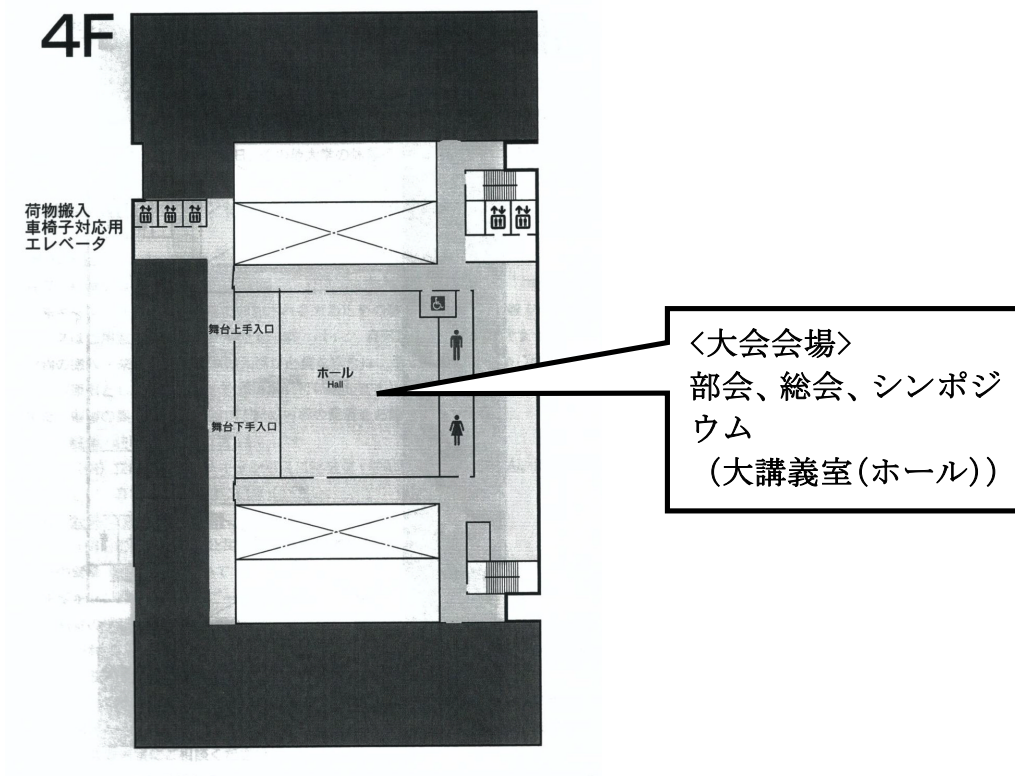 4F
荷物搬入
車椅子対応用
エレベータ
舞台上手入口
ホール
Hall
舞台下手入口
<大会会場>
部会、総会、シンポジ
ウム
（大講義室(ホール)）